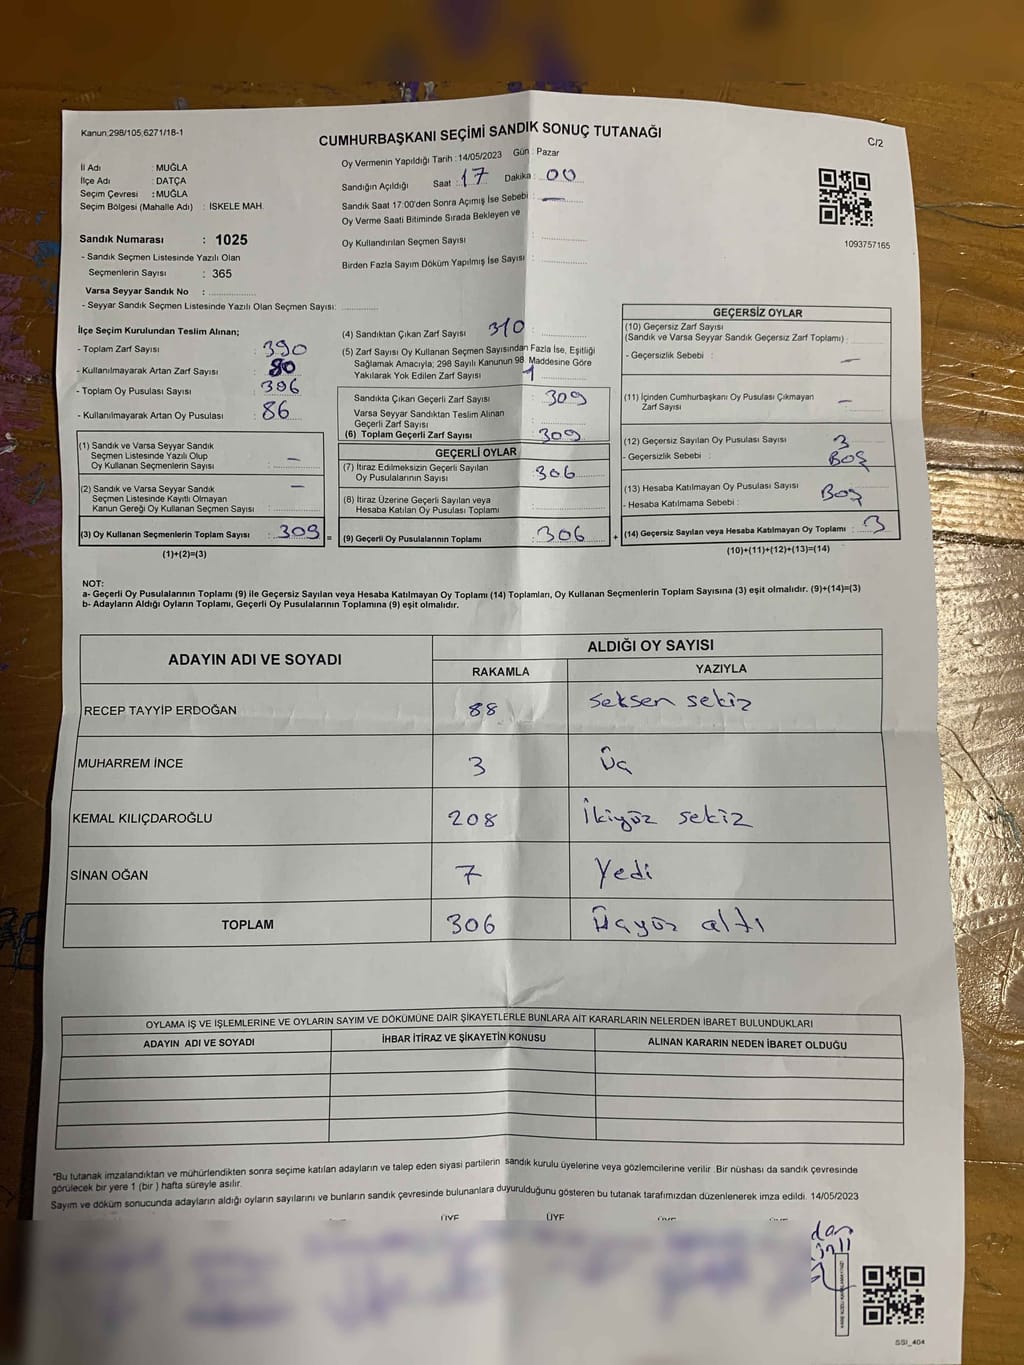 Kanun;298/105;6271/18-1
CUMHURBAŞKANI SEÇİMİ SANDIK SONUÇ TUTANAĞI
C/2
İl Adı : MUĞLA
İlçe Adı : DATÇA
Seçim Çevresi : MUĞLA
Seçim Bölgesi (Mahalle Adı) : İSKELE MAH.
Oy Vermenin Yapıldığı Tarih : 14/05/2023 Gün : Pazar
Sandığın Açıldığı Saat : 17 Dakika : 00
Sandık Saat 17:00'den Sonra Açımış İse Sebebi : —
Oy Verme Saati Bitiminde Sırada Bekleyen ve
Oy Kullandırılan Seçmen Sayısı
Birden Fazla Sayım Döküm Yapılmış İse Sayısı :
1093757165
Sandık Numarası : 1025
- Sandık Seçmen Listesinde Yazılı Olan
Seçmenlerin Sayısı : 365
Varsa Seyyar Sandık No :
- Seyyar Sandık Seçmen Listesinde Yazılı Olan Seçmen Sayısı:
İlçe Seçim Kurulundan Teslim Alınan;
- Toplam Zarf Sayısı : 390
- Kullanılmayarak Artan Zarf Sayısı : 80
- Toplam Oy Pusulası Sayısı : 396
- Kullanılmayarak Artan Oy Pusulası : 86
(1) Sandık ve Varsa Seyyar Sandık
Seçmen Listesinde Yazılı Olup
Oy Kullanan Seçmenlerin Sayısı : —
(2) Sandık ve Varsa Seyyar Sandık
Seçmen Listesinde Kayıtlı Olmayan
Kanun Gereği Oy Kullanan Seçmen Sayısı : —
(3) Oy Kullanan Seçmenlerin Toplam Sayısı : 309 =
(1)+(2)=(3)
(4) Sandıktan Çıkan Zarf Sayısı : 310
(5) Zarf Sayısı Oy Kullanan Seçmen Sayısından Fazla İse, Eşitliği
Sağlamak Amacıyla; 298 Sayılı Kanunun 98. Maddesine Göre
Yakılarak Yok Edilen Zarf Sayısı 1
Sandıkta Çıkan Geçerli Zarf Sayısı : 309
Varsa Seyyar Sandıktan Teslim Alınan
Geçerli Zarf Sayısı :
(6) Toplam Geçerli Zarf Sayısı : 309
GEÇERLİ OYLAR
(7) İtiraz Edilmeksizin Geçerli Sayılan
Oy Pusulalarının Sayısı : 306
(8) İtiraz Üzerine Geçerli Sayılan veya
Hesaba Katılan Oy Pusulası Toplamı :
(9) Geçerli Oy Pusulalarının Toplamı : 306 +
GEÇERSİZ OYLAR
(10) Geçersiz Zarf Sayısı
(Sandık ve Varsa Seyyar Sandık Geçersiz Zarf Toplamı) :
- Geçersizlik Sebebi : —
(11) İçinden Cumhurbaşkanı Oy Pusulası Çıkmayan
Zarf Sayısı : —
(12) Geçersiz Sayılan Oy Pusulası Sayısı : 3
- Geçersizlik Sebebi : BOŞ
(13) Hesaba Katılmayan Oy Pusulası Sayısı : Boş
- Hesaba Katılmama Sebebi :
(14) Geçersiz Sayılan veya Hesaba Katılmayan Oy Toplamı : 3
(10)+(11)+(12)+(13)=(14)
NOT:
a- Geçerli Oy Pusulalarının Toplamı (9) ile Geçersiz Sayılan veya Hesaba Katılmayan Oy Toplamı (14) Toplamları, Oy Kullanan Seçmenlerin Toplam Sayısına (3) eşit olmalıdır. (9)+(14)=(3)
b- Adayların Aldığı Oyların Toplamı, Geçerli Oy Pusulalarının Toplamına (9) eşit olmalıdır.
ADAYIN ADI VE SOYADI ALDIĞI OY SAYISI
RAKAMLA YAZIYLA
RECEP TAYYİP ERDOĞAN 88 Seksen sekiz
MUHARREM İNCE 3 Üç
KEMAL KILIÇDAROĞLU 208 İkiyüz sekiz
SİNAN OĞAN 7 Yedi
TOPLAM 306 Üçyüz altı
OYLAMA İŞ VE İŞLEMLERİNE VE OYLARIN SAYIM VE DÖKÜMÜNE DAİR ŞİKAYETLERLE BUNLARA AİT KARARLARIN NELERDEN İBARET BULUNDUKLARI
ADAYIN ADI VE SOYADI İHBAR İTİRAZ VE ŞİKAYETİN KONUSU ALINAN KARARIN NEDEN İBARET OLDUĞU
*Bu tutanak imzalandıktan ve mühürlendikten sonra seçime katılan adayların ve talep eden siyasi partilerin sandık kurulu üyelerine veya gözlemcilerine verilir. Bir nüshası da sandık çevresinde
görülecek bir yere 1 (bir ) hafta süreyle asılır.
Sayım ve döküm sonucunda adayların aldığı oyların sayılarını ve bunların sandık çevresinde bulunanlara duyurulduğunu gösteren bu tutanak tarafımızdan düzenlenerek imza edildi. 14/05/2023
ÜYE ÜYE
SSI_404